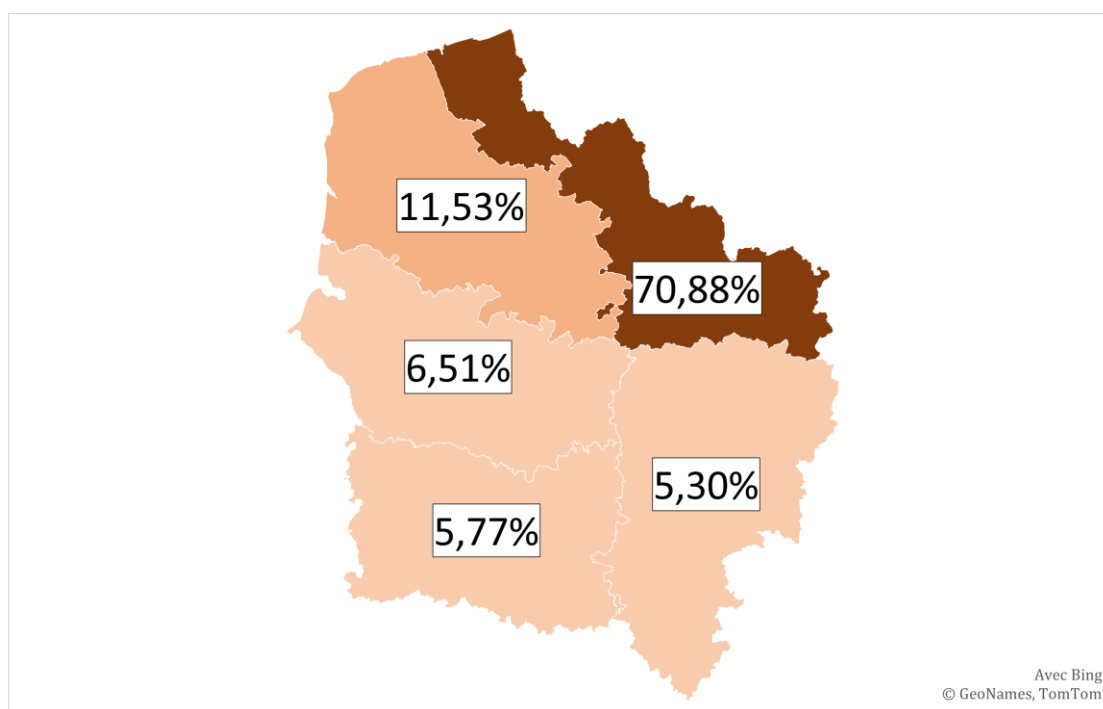 11,53%
70,88%
6,51%
5,30%
5,77%
Avec Bing
© GeoNames, TomTom